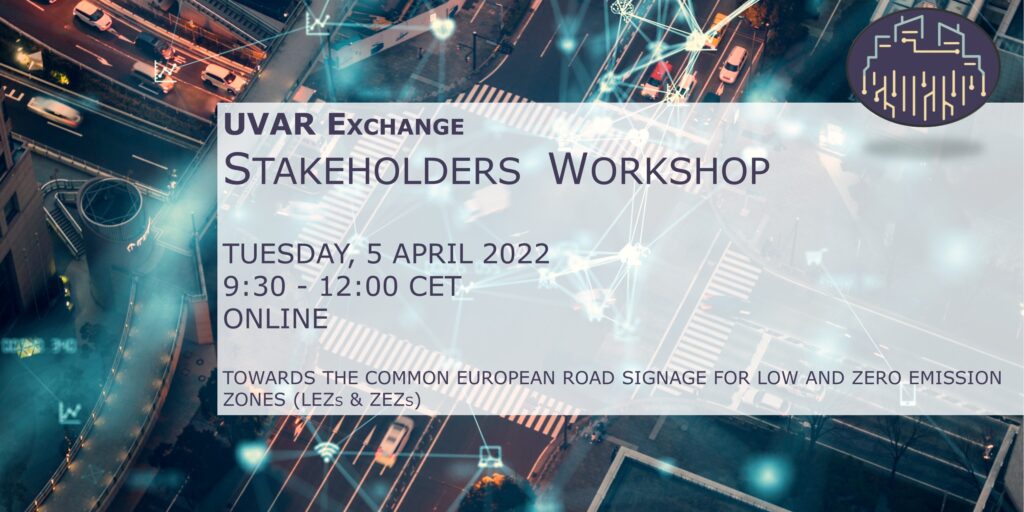 UVAR Exchange
Stakeholders Workshop
TUESDAY, 5 APRIL 2022
9:30 - 12:00 CET
ONLINE
TOWARDS THE COMMON EUROPEAN ROAD SIGNAGE FOR LOW AND ZERO EMISSION
ZONES (LEZs & ZEZs)